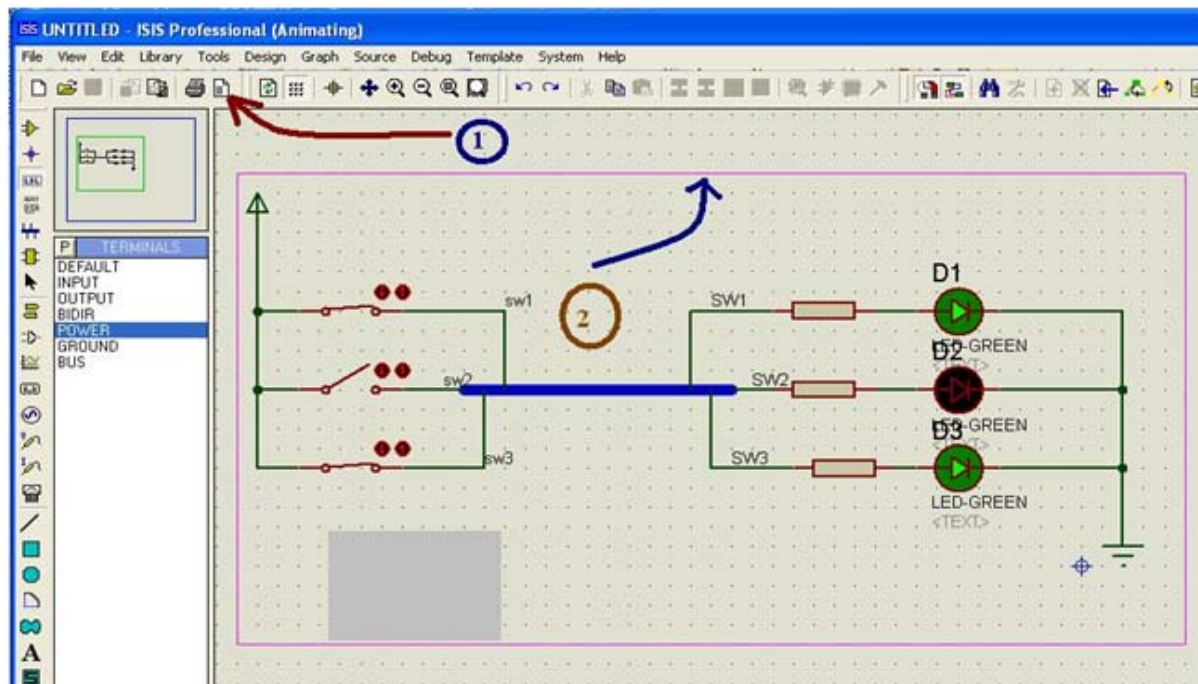 ISIS UNTITLED - ISIS Professional (Animating)
File View Edit Library Tools Design Graph Source Debug Template System Help
1
P TERMINALS
DEFAULT
INPUT
OUTPUT
BIDIR
POWER
GROUND
BUS
LBL
A
S
2
sw1
SW1
D1
LED-GREEN
<TEXT>
sw2
SW2
D2
LED-GREEN
<TEXT>
sw3
SW3
D3
LED-GREEN
<TEXT>